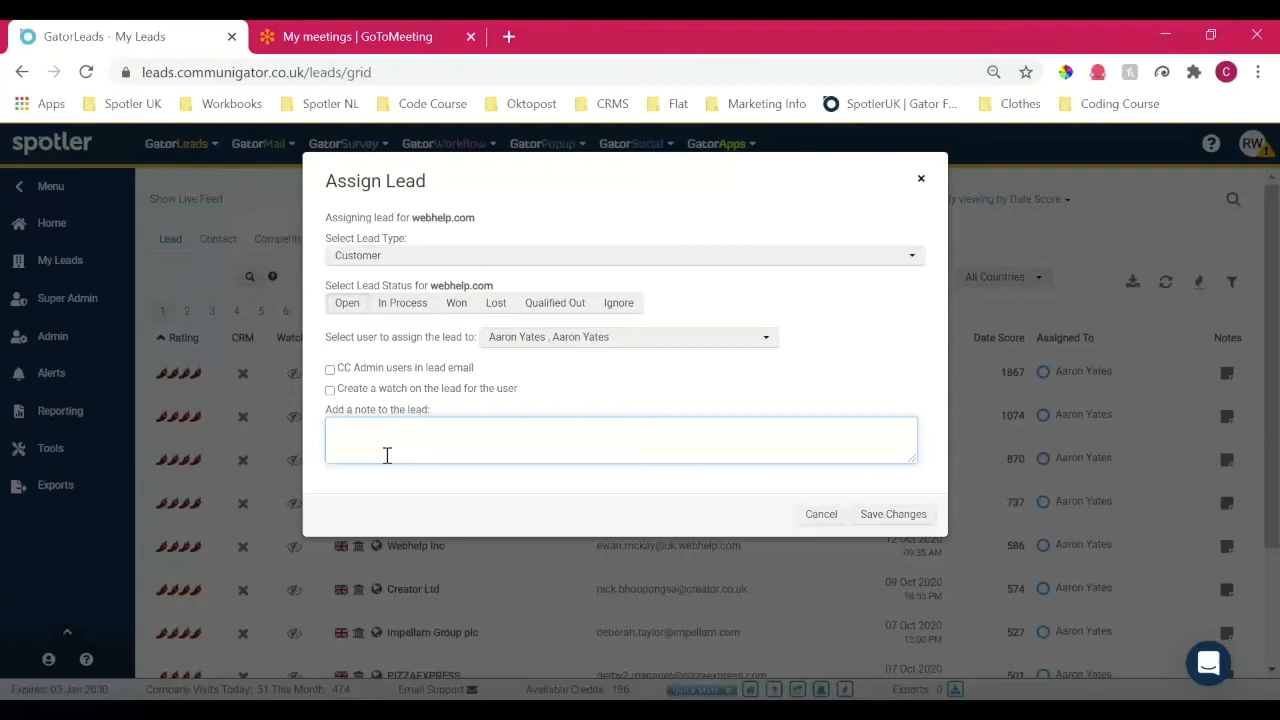 GatorLeads - My Leads
My meetings | GoToMeeting
leads.communigator.co.uk/leads/grid
C
Apps
Spotler UK
Workbooks
Spotler NL
Code Course
Oktopost
CRMS
Flat
Marketing Info
SpotlerUK | Gator F...
Clothes
Coding Course
spotler
GatorLeads
GatorMail
GatorSurvey
GatorWorkflow
GatorPopup
GatorSocial
GatorApps
RW
Menu
Home
My Leads
Super Admin
Admin
Alerts
Reporting
Tools
Exports
Show Live Feed
y viewing by Date Score
Lead
Contact
Competito
All Countries
1 2 3 4 5 6
Rating
CRM
Watch
Date Score
Assigned To
Notes
Assign Lead
Assigning lead for webhelp.com
Select Lead Type:
Customer
Select Lead Status for webhelp.com
Open In Process Won Lost Qualified Out Ignore
Select user to assign the lead to: Aaron Yates , Aaron Yates
CC Admin users in lead email
Create a watch on the lead for the user
Add a note to the lead:
Cancel Save Changes
1867 Aaron Yates
1074 Aaron Yates
870 Aaron Yates
737 Aaron Yates
Webhelp Inc ewan.mckay@uk.webhelp.com 12 Oct 2020 586 Aaron Yates
09:35 AM
Creator Ltd nick.bhoopongsa@creator.co.uk 09 Oct 2020 574 Aaron Yates
Impellam Group plc deborah.taylor@impellam.com 07 Oct 2020 527 Aaron Yates
12:00 PM
PIZZAEXPRESS 07 Oct 2020 Aaron Yates
Expires: 03 Jan 2030
Company Visits Today: 51 This Month: 474
Email Support
Available Credits : 186
Quick Stats
Exports: 0